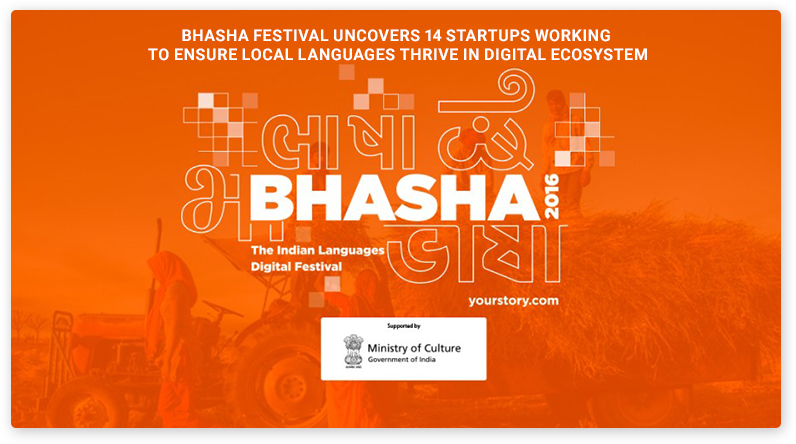 BHASHA FESTIVAL UNCOVERS 14 STARTUPS WORKING
TO ENSURE LOCAL LANGUAGES THRIVE IN DIGITAL ECOSYSTEM
ભાષા
BHASHA 2016
ভাষা
The Indian Languages
Digital Festival
yourstory.com
Supported by
Ministry of Culture
Government of India